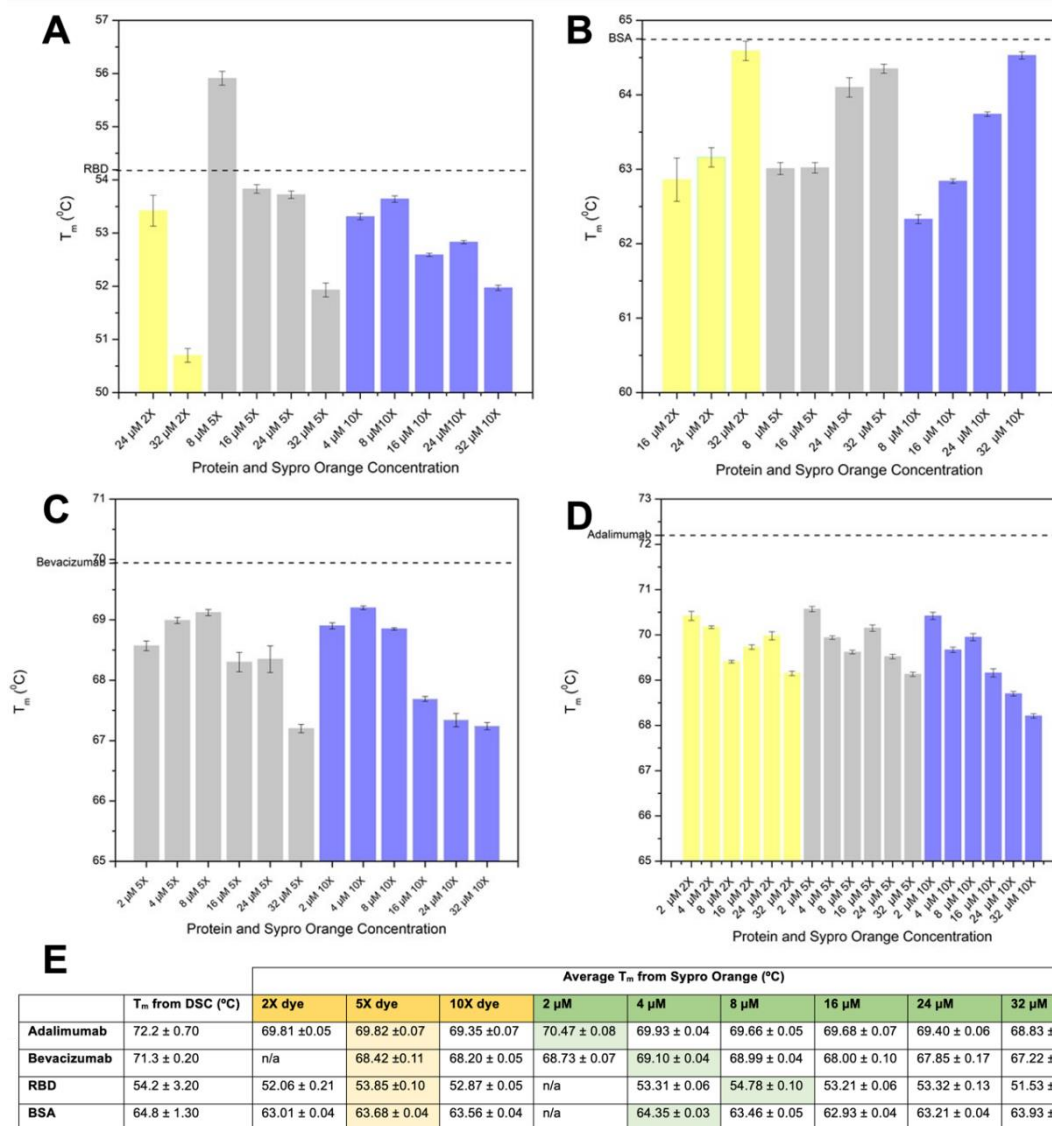 A
57
56
55
RBD
54
53
52
51
50
Tm (⁰C)
24 µM 2X
32 µM 2X
8 µM 5X
16 µM 5X
24 µM 5X
32 µM 5X
4 µM 10X
8 µM10X
16 µM 10X
24 µM10X
32 µM 10X
Protein and Sypro Orange Concentration
B
65
BSA
64
63
62
61
60
Tm (⁰C)
16 µM 2X
24 µM 2X
32 µM 2X
8 µM 5X
16 µM 5X
24 µM 5X
32 µM 5X
8 µM 10X
16 µM 10X
24 µM 10X
32 µM 10X
Protein and Sypro Orange Concentration
C
71
70
Bevacizumab
69
68
67
66
65
Tm (⁰C)
2 µM 5X
4 µM 5X
8 µM 5X
16 µM 5X
24 µM 5X
32 µM 5X
2 µM 10X
4 µM 10X
8 µM 10X
16 µM 10X
24 µM 10X
32 µM 10X
Protein and Sypro Orange Concentration
D
73
Adalimumab
72
71
70
69
68
67
66
65
Tm (⁰C)
2 µM 2X
4 µM 2X
8 µM 2X
16 µM 2X
24 µM 2X
32 µM 2X
2 µM 5X
4 µM 5X
8 µM 5X
16 µM 5X
24 µM 5X
32 µM 5X
2 µM 10X
4 µM 10X
8 µM 10X
16 µM 10X
24 µM 10X
32 µM 10X
Protein and Sypro Orange Concentration
E
Average Tm from Sypro Orange (ºC)
Tm from DSC (ºC) 2X dye 5X dye 10X dye 2 µM 4 µM 8 µM 16 µM 24 µM 32 µM
Adalimumab 72.2 ± 0.70 69.81 ±0.05 69.82 ±0.07 69.35 ±0.07 70.47 ± 0.08 69.93 ± 0.04 69.66 ± 0.05 69.68 ± 0.07 69.40 ± 0.06 68.83 ±
Bevacizumab 71.3 ± 0.20 n/a 68.42 ±0.11 68.20 ± 0.05 68.73 ± 0.07 69.10 ± 0.04 68.99 ± 0.04 68.00 ± 0.10 67.85 ± 0.17 67.22 ±
RBD 54.2 ± 3.20 52.06 ± 0.21 53.85 ±0.10 52.87 ± 0.05 n/a 53.31 ± 0.06 54.78 ± 0.10 53.21 ± 0.06 53.32 ± 0.13 51.53 ±
BSA 64.8 ± 1.30 63.01 ± 0.04 63.68 ± 0.04 63.56 ± 0.04 n/a 64.35 ± 0.03 63.46 ± 0.05 62.93 ± 0.04 63.21 ± 0.04 63.93 ±